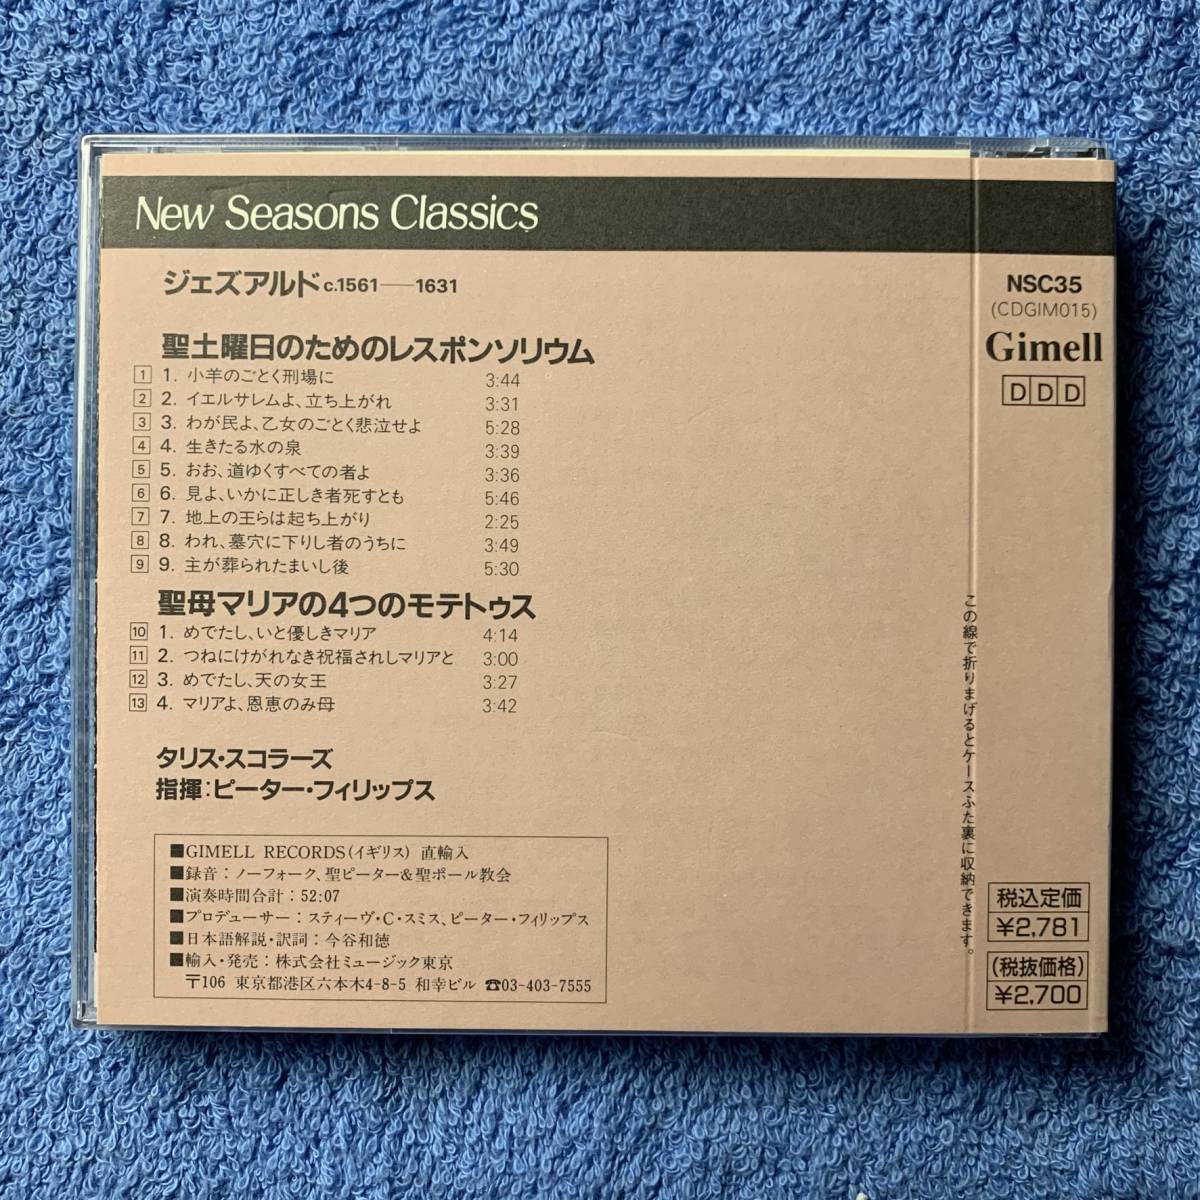 New Seasons Classics
ジェズアルド c.1561――1631
聖土曜日のためのレスポンソリウム
1 1. 小羊のごとく刑場に 3:44
2 2. イエルサレムよ、立ち上がれ 3:31
3 3. わが民よ、乙女のごとく悲泣せよ 5:28
4 4. 生きたる水の泉 3:39
5 5. おお、道ゆくすべての者よ 3:36
6 6. 見よ、いかに正しき者死すとも 5:46
7 7. 地上の王らは起ち上がり 2:25
8 8. われ、墓穴に下りし者のうちに 3:49
9 9. 主が葬られたまいし後 5:30
聖母マリアの4つのモテトゥス
10 1. めでたし、いと優しきマリア 4:14
11 2. つねにけがれなき祝福されしマリアと 3:00
12 3. めでたし、天の女王 3:27
13 4. マリアよ、恩恵のみ母 3:42
タリス・スコラーズ
指揮:ピーター・フィリップス
■GIMELL RECORDS(イギリス) 直輸入
■録音:ノーフォーク、聖ピーター&聖ポール教会
■演奏時間合計:52:07
■プロデューサー:スティーヴ・C・スミス、ピーター・フィリップス
■日本語解説・訳詞:今谷和徳
■輸入・発売:株式会社ミュージック東京
〒106 東京都港区六本木4-8-5 和幸ビル ☎03-403-7555
この線で折りまげるとケースふた裏に収納できます。
NSC35
(CDGIM015)
Gimell
DDD
税込定価
¥2,781
(税抜価格)
¥2,700